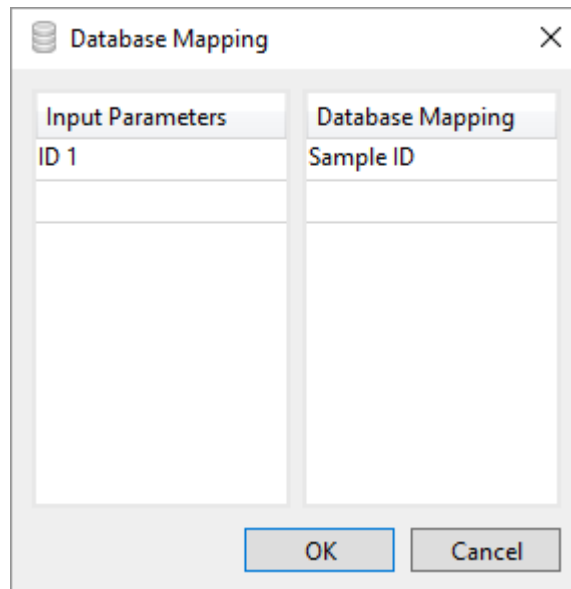 Database Mapping
Input Parameters Database Mapping
ID 1 Sample ID
OK Cancel